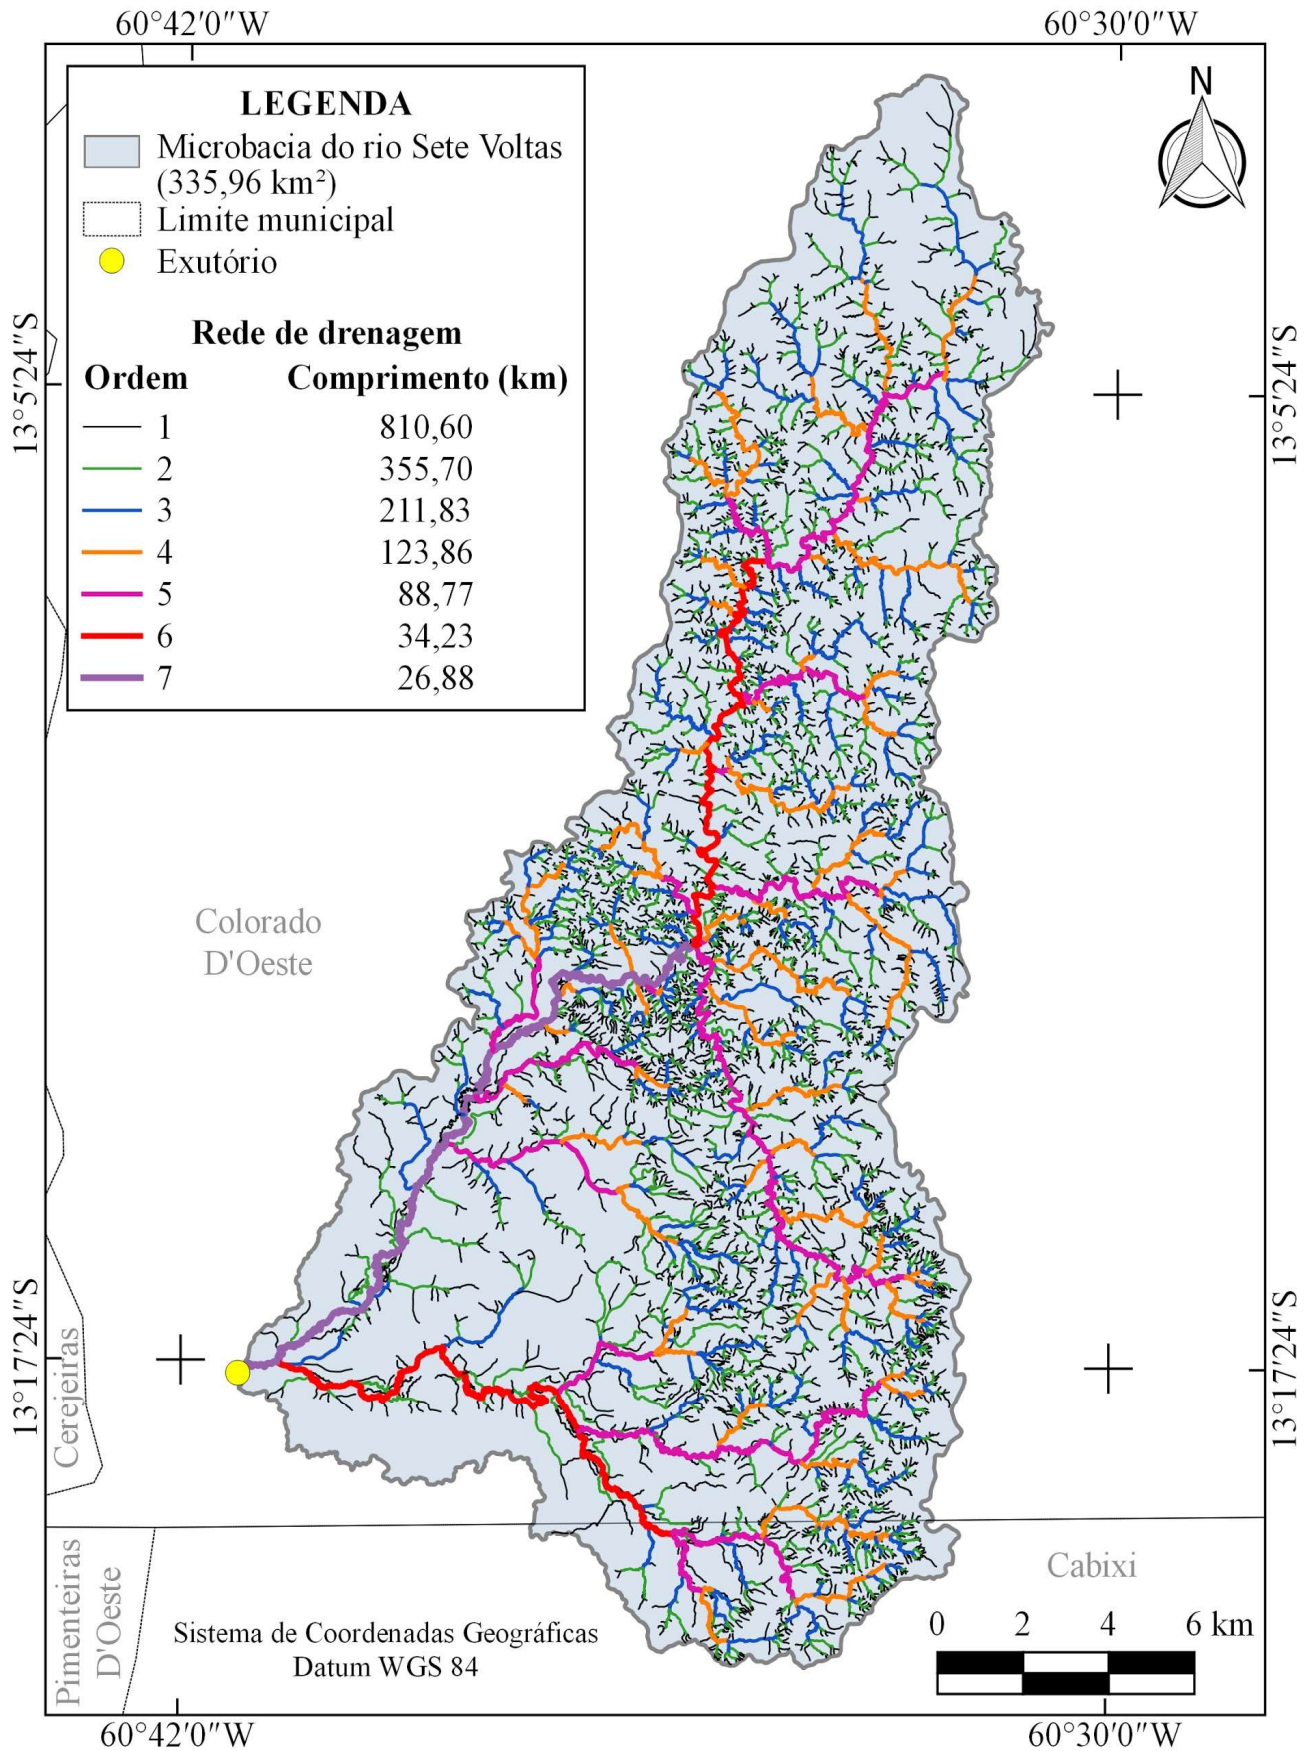 60°42'0"W 60°30'0"W
LEGENDA
Microbacia do rio Sete Voltas
(335,96 km²)
Limite municipal
Exutório
Rede de drenagem
Ordem Comprimento (km)
1 810,60
2 355,70
3 211,83
4 123,86
5 88,77
6 34,23
7 26,88
N
13°5'24"S
13°5'24"S
Colorado
D'Oeste
13°17'24"S
13°17'24"S
Cerejeiras
Pimenteiras
D'Oeste
Cabixi
Sistema de Coordenadas Geográficas
Datum WGS 84
0 2 4 6 km
60°42'0"W 60°30'0"W